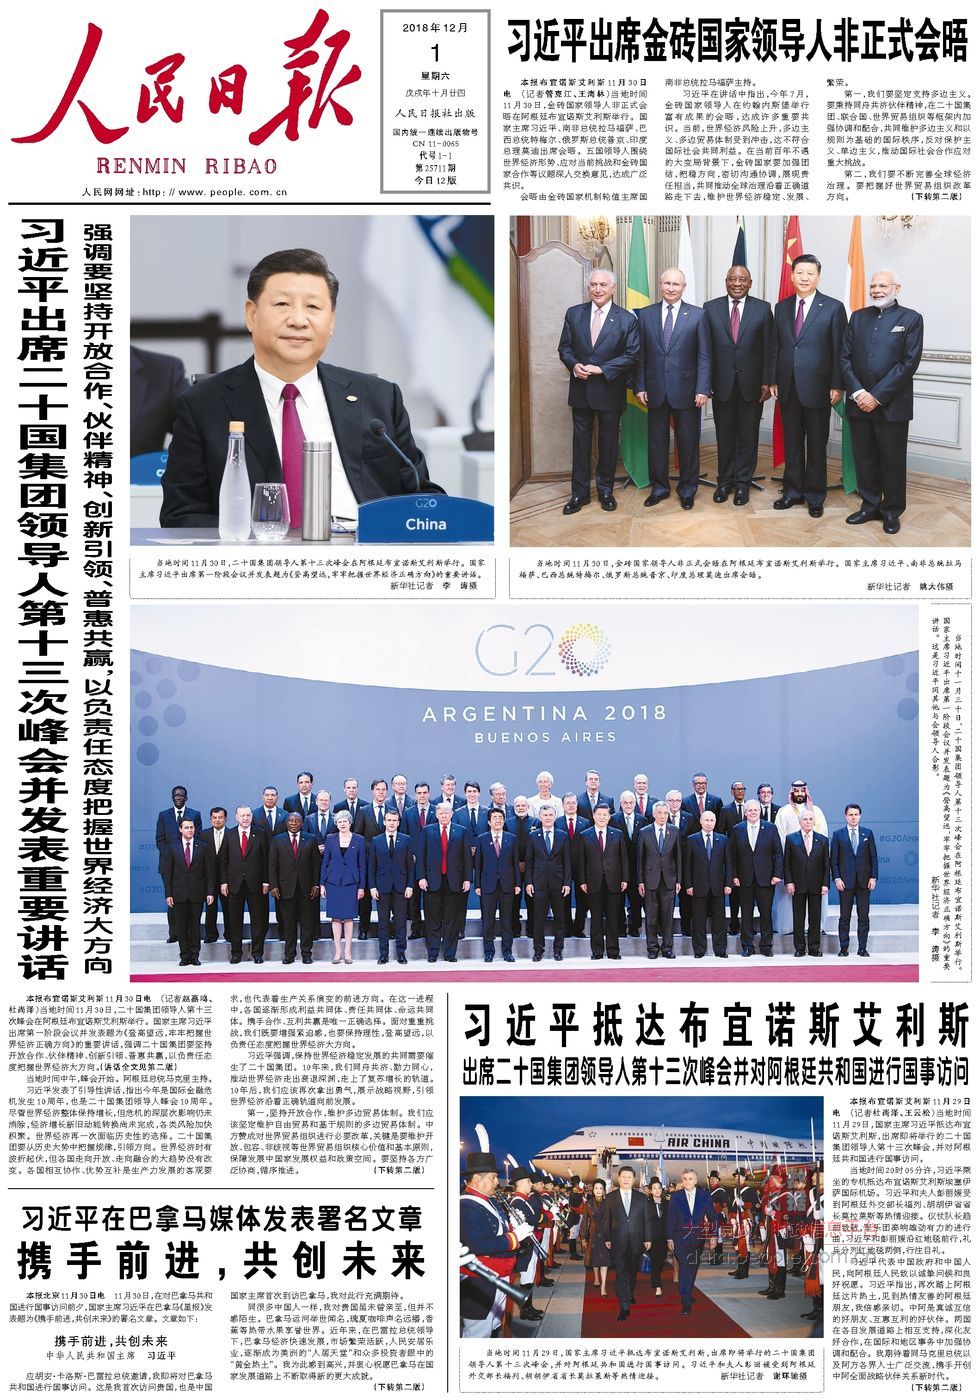 人民日报
RENMIN RIBAO
人民网网址:http://www.people.com.cn
2018年12月
1
星期六
戊戌年十月廿四
人民日报社出版
国内统一连续出版物号
CN 11-0065
代号1-1
第25711期
今日12版
习近平出席金砖国家领导人非正式会晤
本报布宜诺斯艾利斯11月30日
电 (记者管克江、王海林)当地时间
11月30日,金砖国家领导人非正式会
晤在阿根廷布宜诺斯艾利斯举行。国
家主席习近平、南非总统拉马福萨、巴
西总统特梅尔、俄罗斯总统普京、印度
总理莫迪出席会晤。五国领导人围绕
世界经济形势、应对当前挑战和金砖国
家合作等议题深入交换意见,达成广泛
共识。
会晤由金砖国家机制轮值主席国
南非总统拉马福萨主持。
习近平在讲话中指出,今年7月,
金砖国家领导人在约翰内斯堡举行
富有成果的会晤,达成许多重要共
识。当前,世界经济风险上升,多边主
义、多边贸易体制受到冲击,这不符合
国际社会共同利益。在当前百年不遇
的大变局背景下,金砖国家要加强团
结,把稳方向,密切沟通协调,展现责
任担当,共同推动全球治理沿着正确道
路走下去,维护世界经济稳定、发展、
繁荣。
第一,我们要坚定支持多边主义。
要秉持同舟共济伙伴精神,在二十国集
团、联合国、世界贸易组织等框架内加
强协调和配合,共同维护多边主义和以
规则为基础的国际秩序,反对保护主
义、单边主义,推动国际社会合作应对
重大挑战。
第二,我们要不断完善全球经济
治理。要把握好世界贸易组织改革
方向。 (下转第二版)
习近平出席二十国集团领导人第十三次峰会并发表重要讲话
强调要坚持开放合作、伙伴精神、创新引领、普惠共赢,以负责任态度把握世界经济大方向
G20
China
当地时间11月30日,二十国集团领导人第十三次峰会在阿根廷布宜诺斯艾利斯举行。国家
主席习近平出席第一阶段会议并发表题为《登高望远,牢牢把握世界经济正确方向》的重要讲话。
新华社记者 李 涛摄
当地时间11月30日,金砖国家领导人非正式会晤在阿根廷布宜诺斯艾利斯举行。国家主席习近平、南非总统拉马
福萨、巴西总统特梅尔、俄罗斯总统普京、印度总理莫迪出席会晤。
新华社记者 姚大伟摄
G20
ARGENTINA 2018
BUENOS AIRES
当地时间十一月三十日,二十国集团领导人第十三次峰会在阿根廷布宜诺斯艾利斯举行。
国家主席习近平出席第一阶段会议并发表题为《登高望远,牢牢把握世界经济正确方向》的重要
讲话。这是习近平同其他与会领导人合影。
新华社记者 李 涛摄
本报布宜诺斯艾利斯11月30日电 (记者赵嘉鸣、
杜尚泽)当地时间11月30日,二十国集团领导人第十三
次峰会在阿根廷布宜诺斯艾利斯举行。国家主席习近平
出席第一阶段会议并发表题为《登高望远,牢牢把握世
界经济正确方向》的重要讲话,强调二十国集团要坚持
开放合作、伙伴精神、创新引领、普惠共赢,以负责任态
度把握世界经济大方向。(讲话全文见第二版)
当地时间中午,峰会开始。阿根廷总统马克里主持。
习近平发表了引导性讲话,指出今年是国际金融危
机发生10周年,也是二十国集团领导人峰会10周年。
尽管世界经济整体保持增长,但危机的深层次影响仍未
消除,经济增长新旧动能转换尚未完成,各类风险加快
积聚。世界经济再一次面临历史性的选择。二十国集
团要从历史大势中把握规律,引领方向。世界经济时有
波折起伏,但各国走向开放、走向融合的大趋势没有改
变。各国相互协作、优势互补是生产力发展的客观要
求,也代表着生产关系演变的前进方向。在这一进程
中,各国逐渐形成利益共同体、责任共同体、命运共同
体。携手合作、互利共赢是唯一正确选择。面对重重挑
战,我们既要增强紧迫感,也要保持理性,登高望远,以
负责任态度把握世界经济大方向。
习近平强调,保持世界经济稳定发展的共同需要催
生了二十国集团。10年来,我们同舟共济、勠力同心,
推动世界经济走出衰退深渊,走上了复苏增长的轨道。
10年后,我们应该再次拿出勇气,展示战略视野,引领
世界经济沿着正确轨道向前发展。
第一,坚持开放合作,维护多边贸易体制。我们应
该坚定维护自由贸易和基于规则的多边贸易体制。中
方赞成对世界贸易组织进行必要改革,关键是要维护开
放、包容、非歧视等世界贸易组织核心价值和基本原则,
保障发展中国家发展权益和政策空间。要坚持各方广
泛协商,循序推进。 (下转第二版)
习近平在巴拿马媒体发表署名文章
携手前进,共创未来
本报北京11月30日电 11月30日,在对巴拿马共和
国进行国事访问前夕,国家主席习近平在巴拿马《星报》发
表题为《携手前进,共创未来》的署名文章。文章如下:
携手前进,共创未来
中华人民共和国主席 习近平
应胡安·卡洛斯·巴雷拉总统邀请,我即将对巴拿马
共和国进行国事访问。这是我首次访问贵国,也是中国
国家主席首次到访巴拿马,我对此行充满期待。
同很多中国人一样,我对贵国虽未曾亲至,但并不
感陌生。巴拿马运河举世闻名,瑰夏咖啡声名远播,香
蕉等热带水果享誉世界。近年来,在巴雷拉总统领导
下,巴拿马经济快速发展,市场繁荣活跃,人民安居乐
业,逐渐成为美洲的“人居天堂”和众多投资者眼中的
“黄金热土”。我为此感到高兴,并衷心祝愿巴拿马在国
家发展道路上不断取得新的更大成就。
(下转第二版)
习近平抵达布宜诺斯艾利斯
出席二十国集团领导人第十三次峰会并对阿根廷共和国进行国事访问
AIR CHINA
中国国际航空
当地时间11月29日,国家主席习近平抵达布宜诺斯艾利斯,出席即将举行的二十国集团
领导人第十三次峰会,并对阿根廷共和国进行国事访问。习近平和夫人彭丽媛受到阿根廷
外交部长福列、胡胡伊省省长莫拉莱斯等热情迎接。 新华社记者 谢环驰摄
本报布宜诺斯艾利斯11月29日
电 (记者杜尚泽、王云松)当地时间
11月29日,国家主席习近平抵达布宜
诺斯艾利斯,出席即将举行的二十国
集团领导人第十三次峰会,并对阿根
廷共和国进行国事访问。
当地时间20时05分许,习近平乘
坐的专机抵达布宜诺斯艾利斯埃塞伊
萨国际机场。习近平和夫人彭丽媛受
到阿根廷外交部长福列、胡胡伊省省
长莫拉莱斯等热情迎接。仪仗队长趋
前致敬,军乐团奏响雄劲有力的进行
曲,习近平和彭丽媛沿红地毯前行,礼
兵分列红地毯两侧,行注目礼。
习近平代表中国政府和中国人
民,向阿根廷人民致以诚挚问候和良
好祝愿。习近平指出,再次踏上阿根
廷这片热土,见到热情友善的阿根廷
朋友,我倍感亲切。中阿是真诚互信
的好朋友、互惠互利的好伙伴。两国
在各自发展道路上相互支持,深化友
好合作,在国际和地区事务中加强协
调和配合。我期待着同马克里总统以
及阿方各界人士广泛交流,携手开创
中阿全面战略伙伴关系新时代。
(下转第二版)
data.people.com.cn